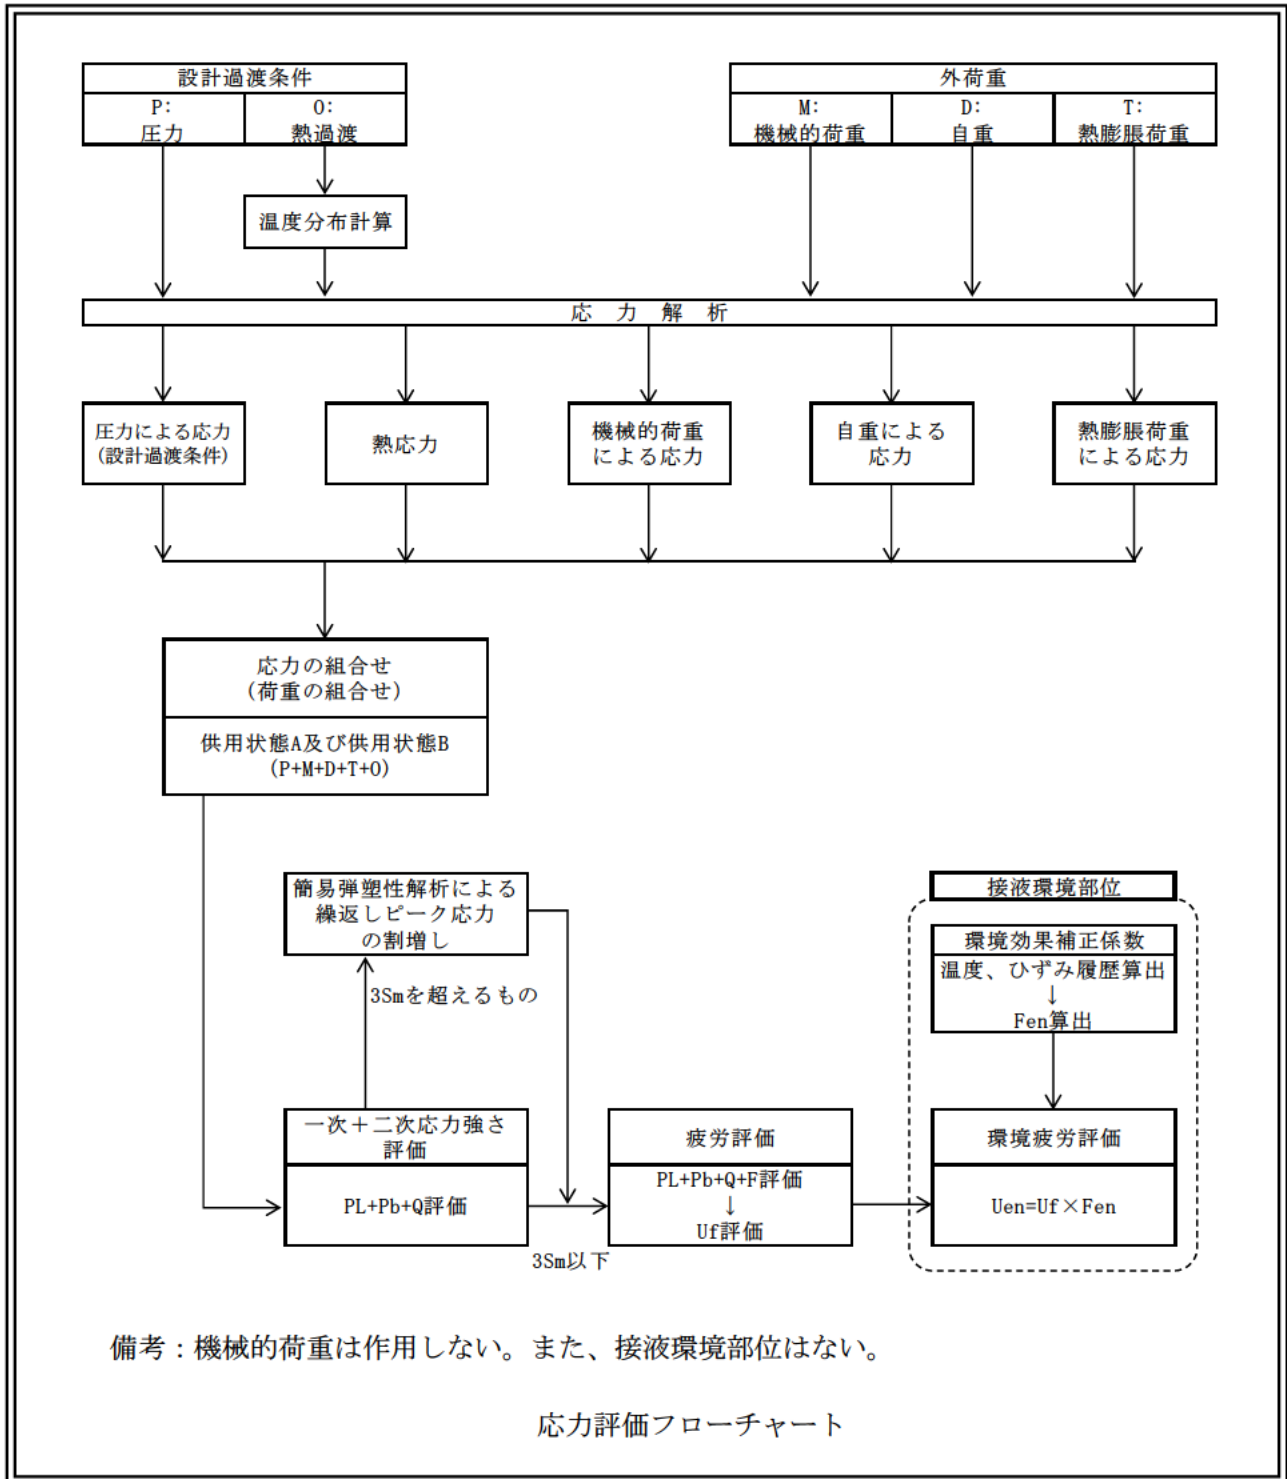 設計過渡条件
P:
圧力
O:
熱過渡
外荷重
M:
機械的荷重
D:
自重
T:
熱膨脹荷重
温度分布計算
応 力 解 析
圧力による応力
(設計過渡条件)
熱応力
機械的荷重
による応力
自重による
応力
熱膨脹荷重
による応力
応力の組合せ
(荷重の組合せ)
供用状態A及び供用状態B
(P+M+D+T+O)
簡易弾塑性解析による
繰返しピーク応力
の割増し
3Smを超えるもの
接液環境部位
環境効果補正係数
温度、ひずみ履歴算出
↓
Fen算出
一次＋二次応力強さ
評価
PL+Pb+Q評価
3Sm以下
疲労評価
PL+Pb+Q+F評価
↓
Uf評価
環境疲労評価
Uen=Uf×Fen
備考：機械的荷重は作用しない。また、接液環境部位はない。
応力評価フローチャート